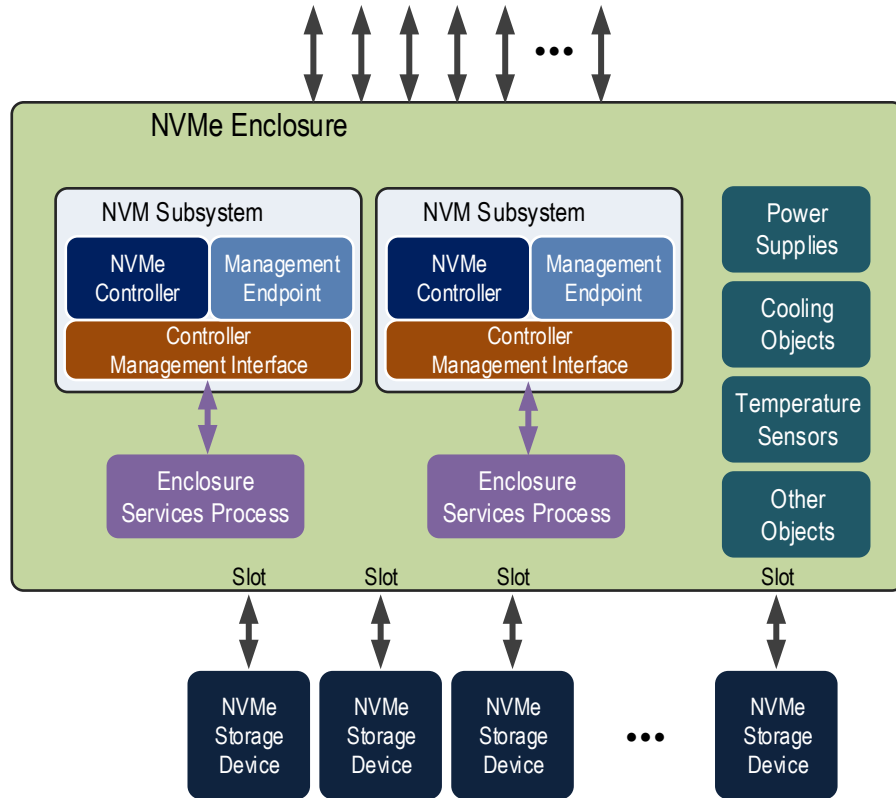 •••
NVMe Enclosure
NVM Subsystem
NVMe
Controller
Management
Endpoint
Controller
Management Interface
Enclosure
Services Process
NVM Subsystem
NVMe
Controller
Management
Endpoint
Controller
Management Interface
Enclosure
Services Process
Power
Supplies
Cooling
Objects
Temperature
Sensors
Other
Objects
Slot
Slot
Slot
Slot
NVMe
Storage
Device
NVMe
Storage
Device
NVMe
Storage
Device
•••
NVMe
Storage
Device